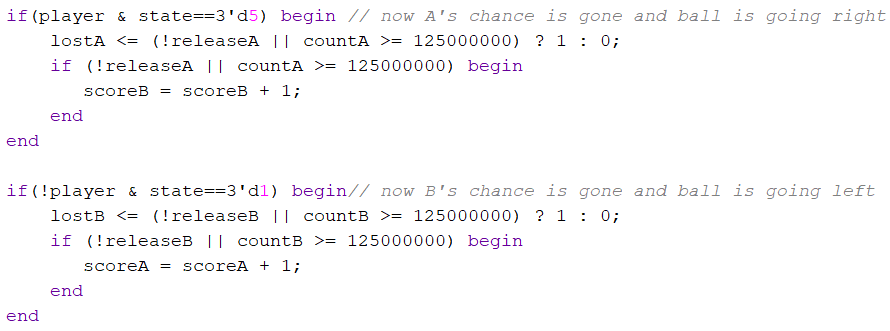 if(player & state==3'd5) begin // now A's chance is gone and ball is going right
    lostA <= (!releaseA || countA >= 125000000) ? 1 : 0;
    if (!releaseA || countA >= 125000000) begin
       scoreB = scoreB + 1;
    end
end

if(!player & state==3'd1) begin// now B's chance is gone and ball is going left
    lostB <= (!releaseB || countB >= 125000000) ? 1 : 0;
    if (!releaseB || countB >= 125000000) begin
       scoreA = scoreA + 1;
    end
end